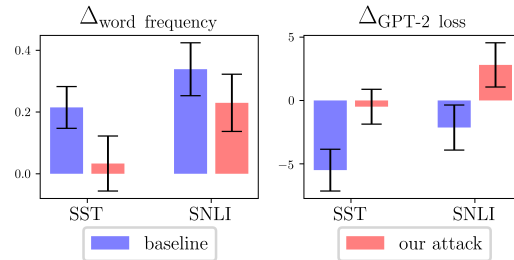 Δword frequency
0.4
0.2
0.0
SST
SNLI
ΔGPT-2 loss
5
0
−5
SST
SNLI
baseline
our attack